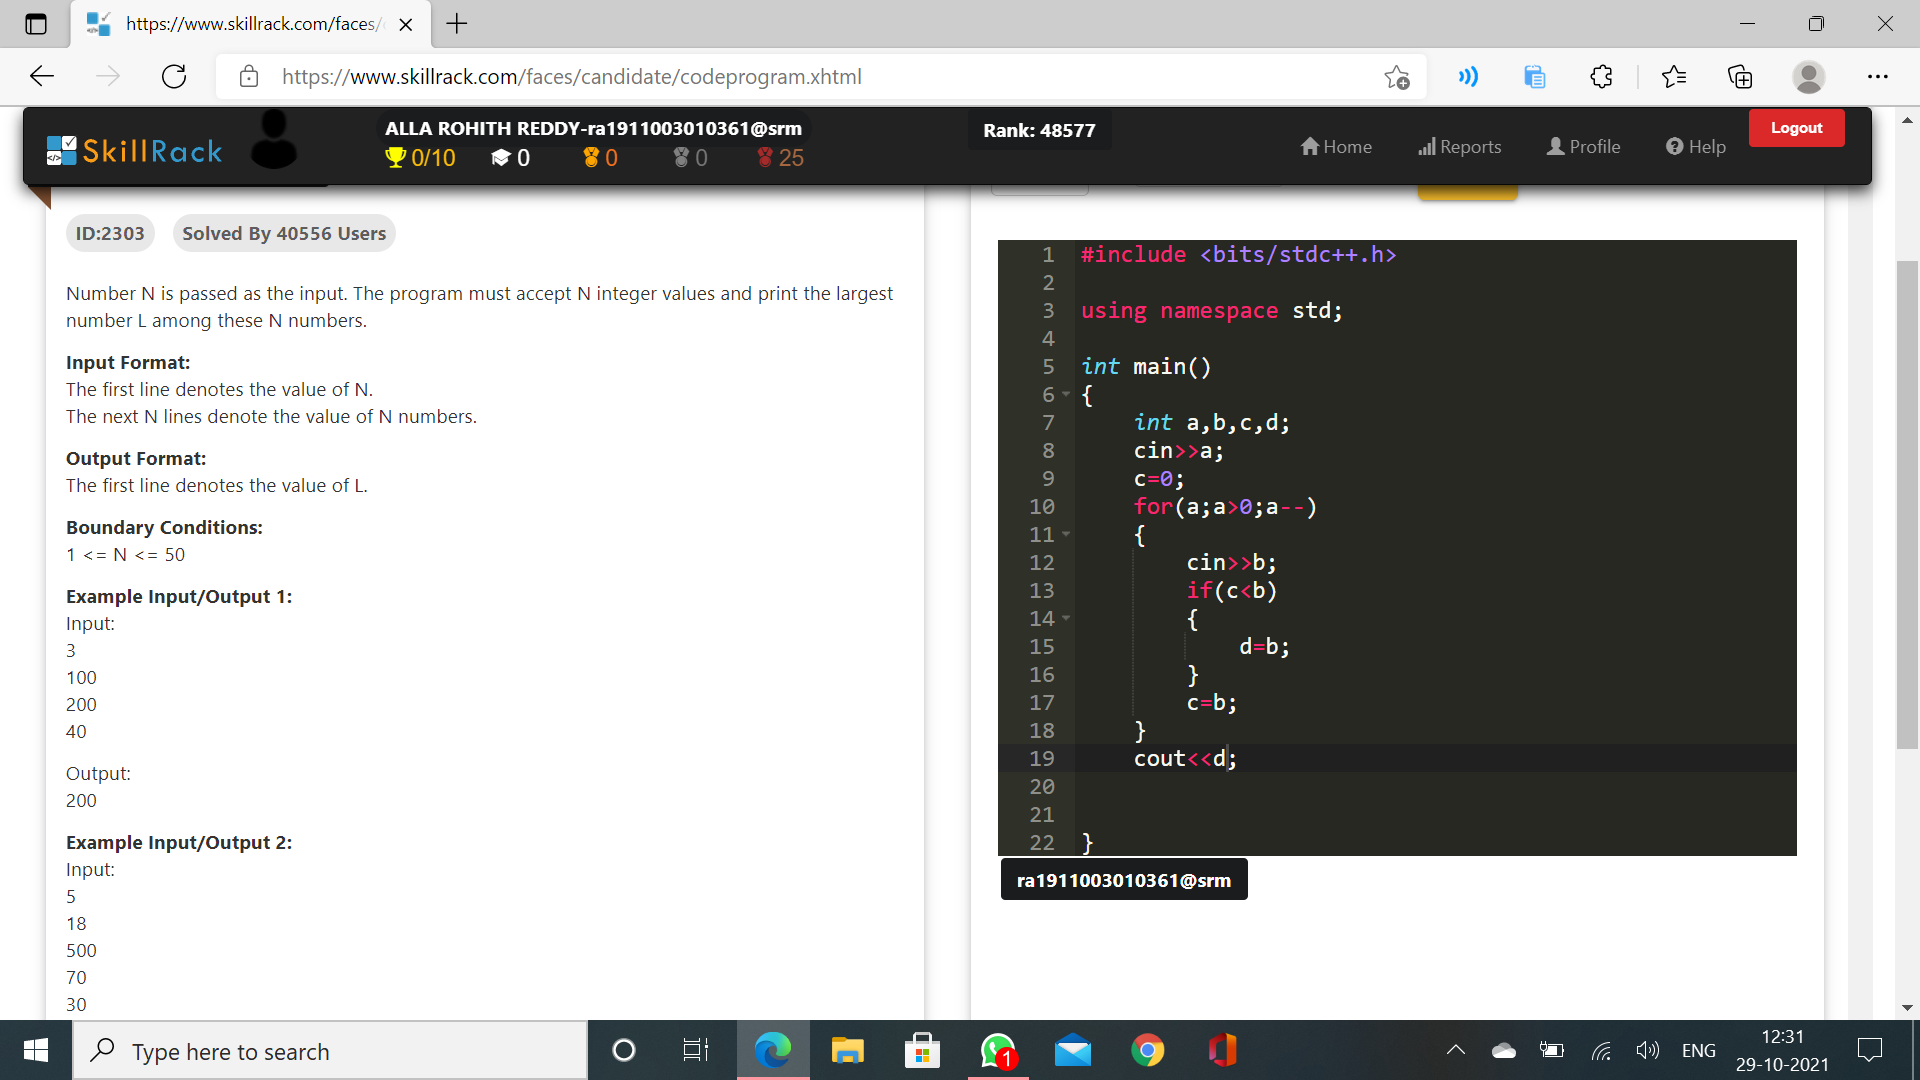 https://www.skillrack.com/faces/
https://www.skillrack.com/faces/candidate/codeprogram.xhtml
SkillRack
ALLA ROHITH REDDY-ra1911003010361@srm
0/10 0 0 0 25
Rank: 48577
Home Reports Profile Help Logout
ID:2303 Solved By 40556 Users
Number N is passed as the input. The program must accept N integer values and print the largest
number L among these N numbers.
Input Format:
The first line denotes the value of N.
The next N lines denote the value of N numbers.
Output Format:
The first line denotes the value of L.
Boundary Conditions:
1 <= N <= 50
Example Input/Output 1:
Input:
3
100
200
40
Output:
200
Example Input/Output 2:
Input:
5
18
500
70
30
1 #include <bits/stdc++.h>
2
3 using namespace std;
4
5 int main()
6 {
7 int a,b,c,d;
8 cin>>a;
9 c=0;
10 for(a;a>0;a--)
11 {
12 cin>>b;
13 if(c<b)
14 {
15 d=b;
16 }
17 c=b;
18 }
19 cout<<d;
20
21
22 }
ra1911003010361@srm
Type here to search
1
ENG
12:31
29-10-2021